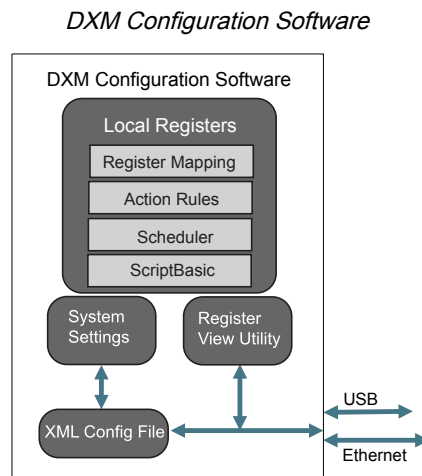 DXM Configuration Software
DXM Configuration Software
Local Registers
Register Mapping
Action Rules
Scheduler
ScriptBasic
System
Settings
Register
View Utility
XML Config File
USB
Ethernet